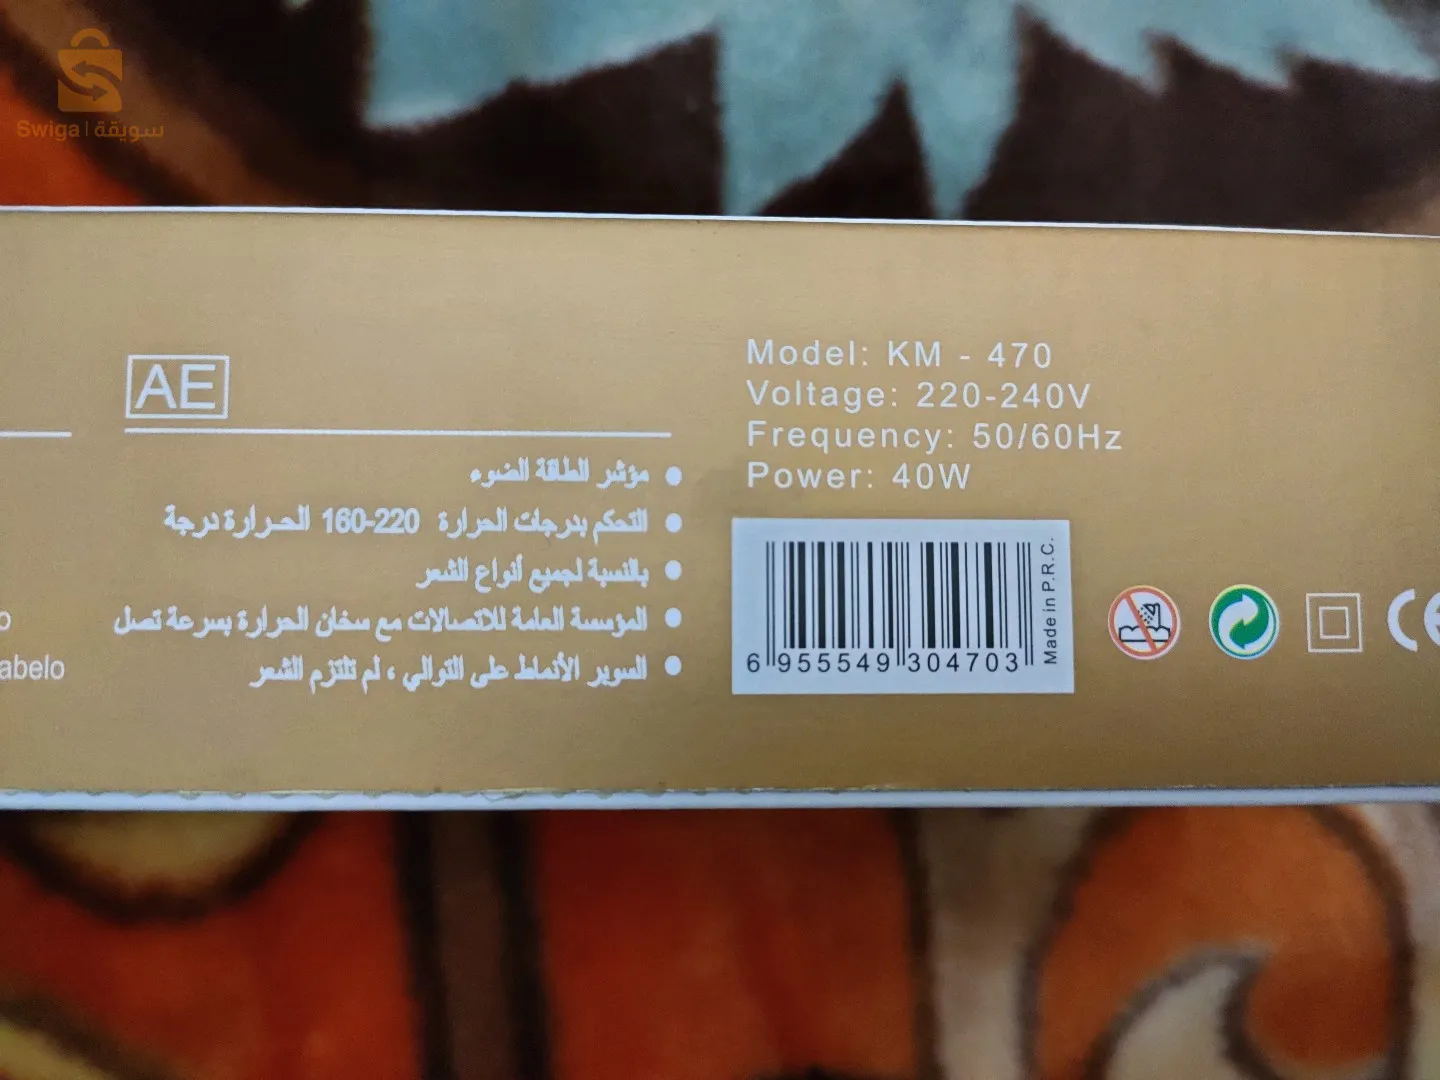 Swiga | سويقة
AE
مؤشر الطاقة الضوء
التحكم بدرجات الحرارة 220-160 الحرارة درجة
بالنسبة لجميع أنواع الشعر
المؤسسة العامة للاتصالات مع سخان الحرارة بسرعة تصل
السوبر الأنماط على التوالي ، لم تلتزم الشعر
abelo
Model: KM - 470
Voltage: 220-240V
Frequency: 50/60Hz
Power: 40W
6 955549 304703
Made in P.R.C.
CE